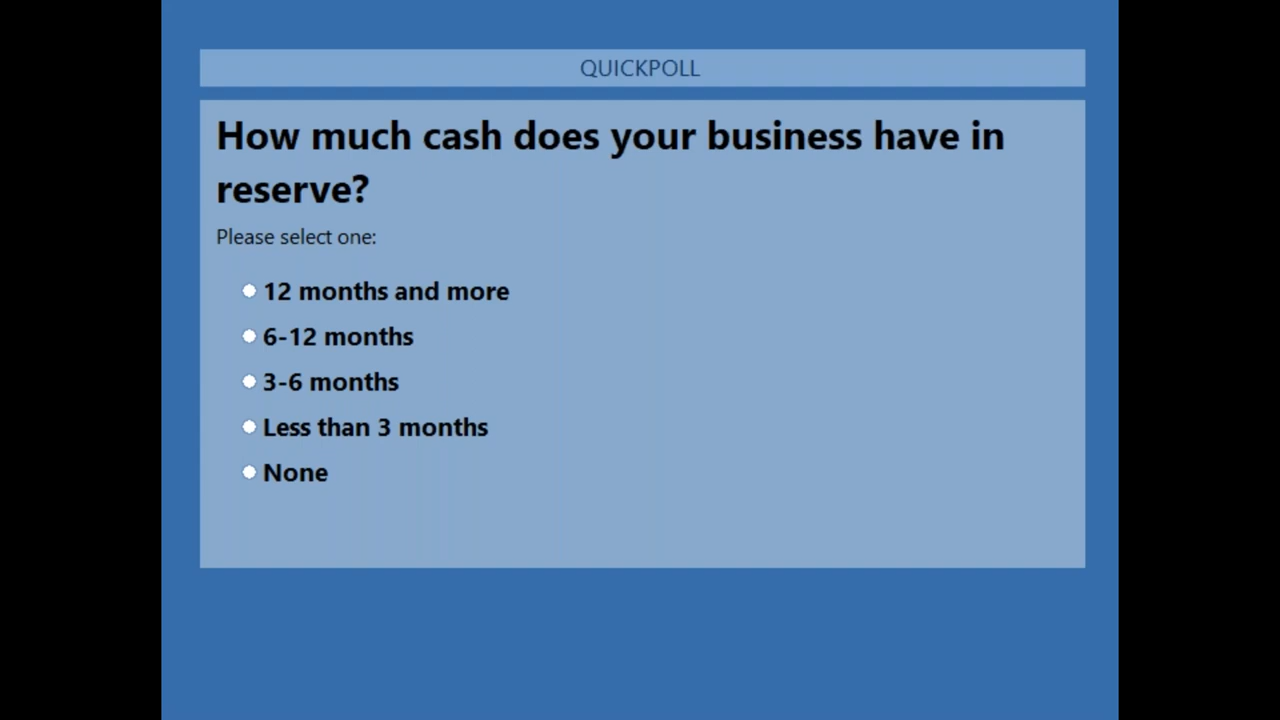 QUICKPOLL
How much cash does your business have in
reserve?
Please select one:
12 months and more
6-12 months
3-6 months
Less than 3 months
None